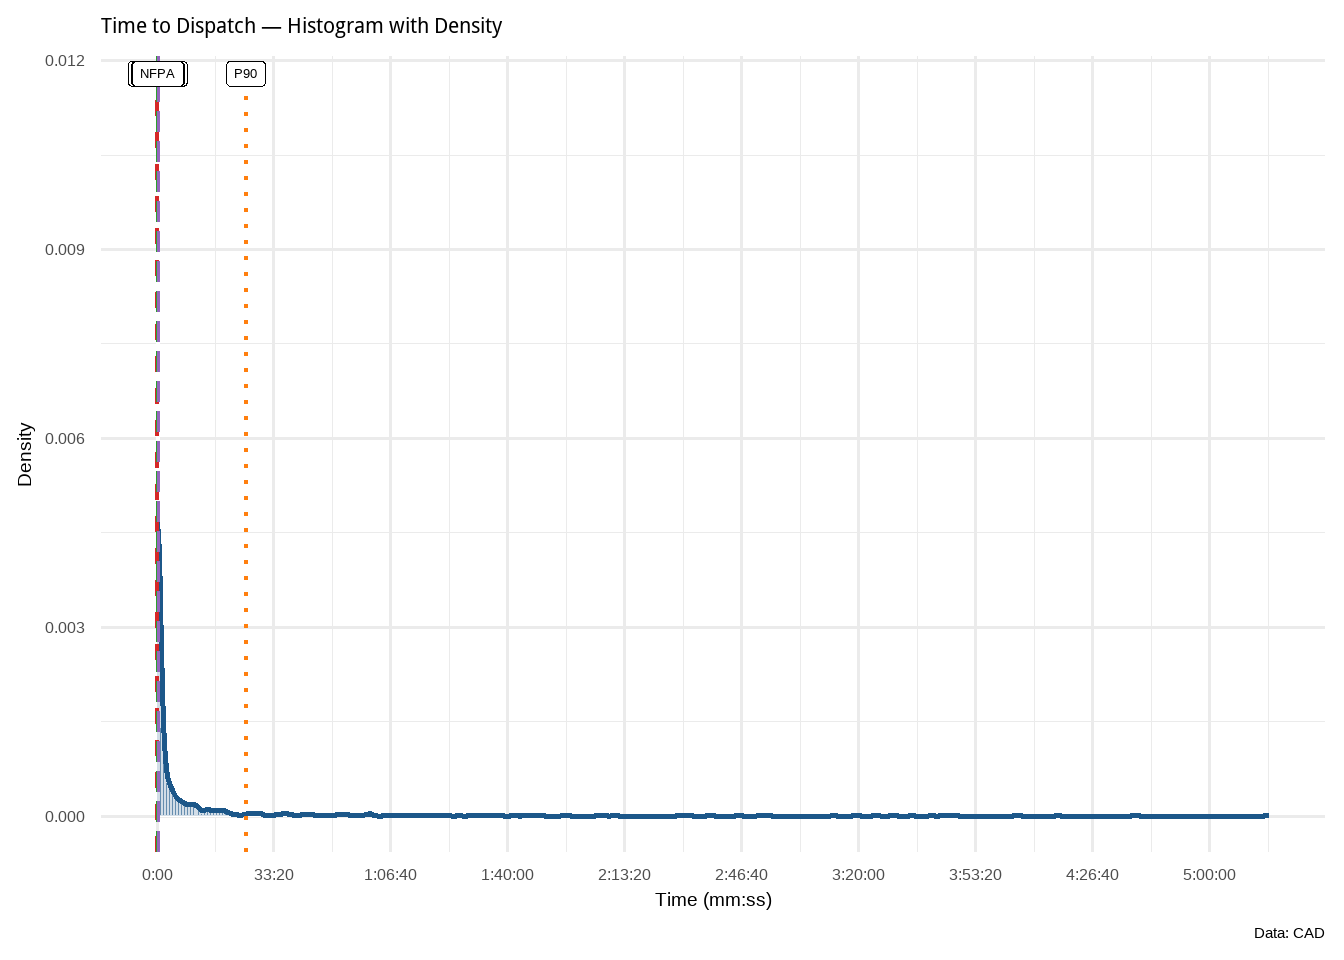 Time to Dispatch — Histogram with Density
0.012
NFPA
P90
0.009
0.006
Density
0.003
0.000
0:00 33:20 1:06:40 1:40:00 2:13:20 2:46:40 3:20:00 3:53:20 4:26:40 5:00:00
Time (mm:ss)
Data: CAD